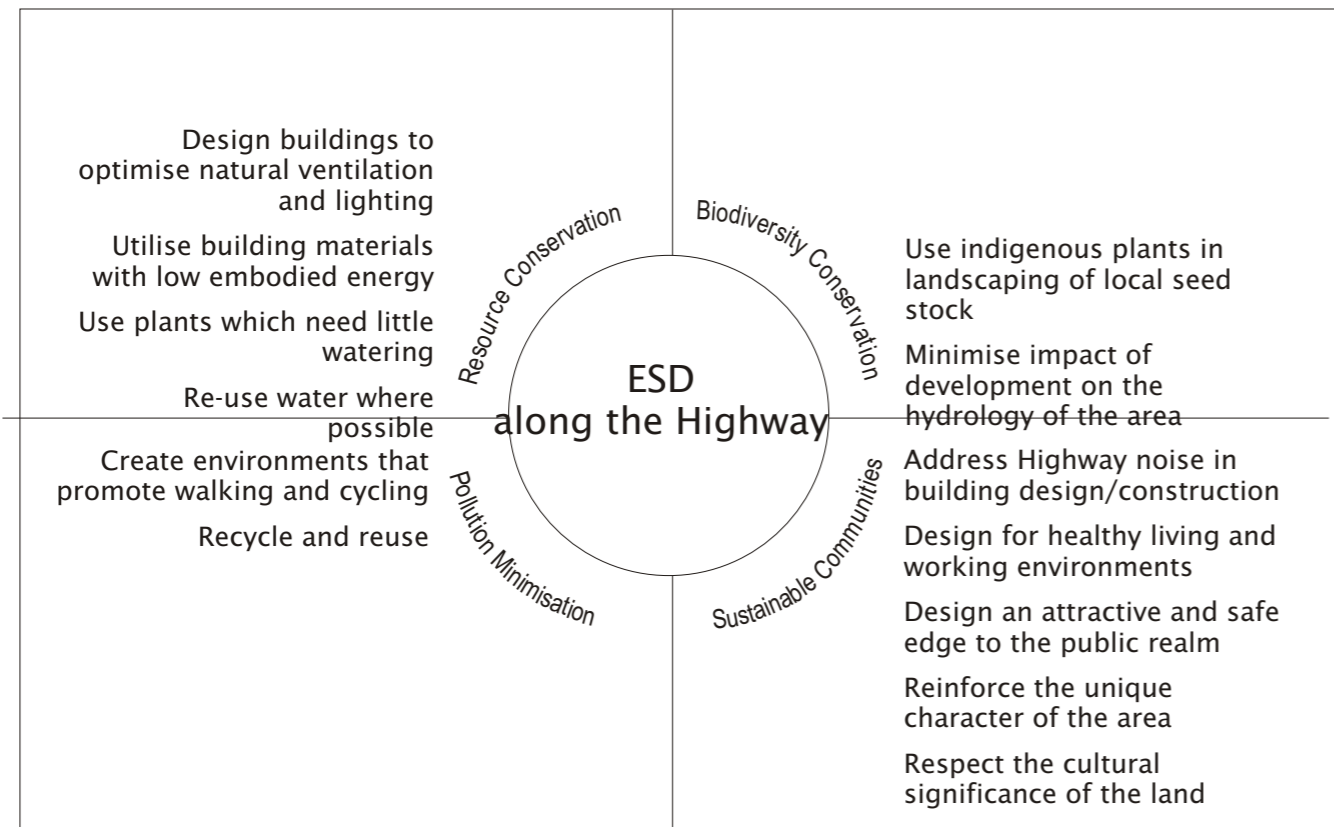 Design buildings to
optimise natural ventilation
and lighting
Utilise building materials
with low embodied energy
Use plants which need little
watering
Re-use water where
possible
Resource Conservation
Biodiversity Conservation
Use indigenous plants in
landscaping of local seed
stock
Minimise impact of
development on the
hydrology of the area
ESD
along the Highway
Create environments that
promote walking and cycling
Recycle and reuse
Pollution Minimisation
Sustainable Communities
Address Highway noise in
building design/construction
Design for healthy living and
working environments
Design an attractive and safe
edge to the public realm
Reinforce the unique
character of the area
Respect the cultural
significance of the land